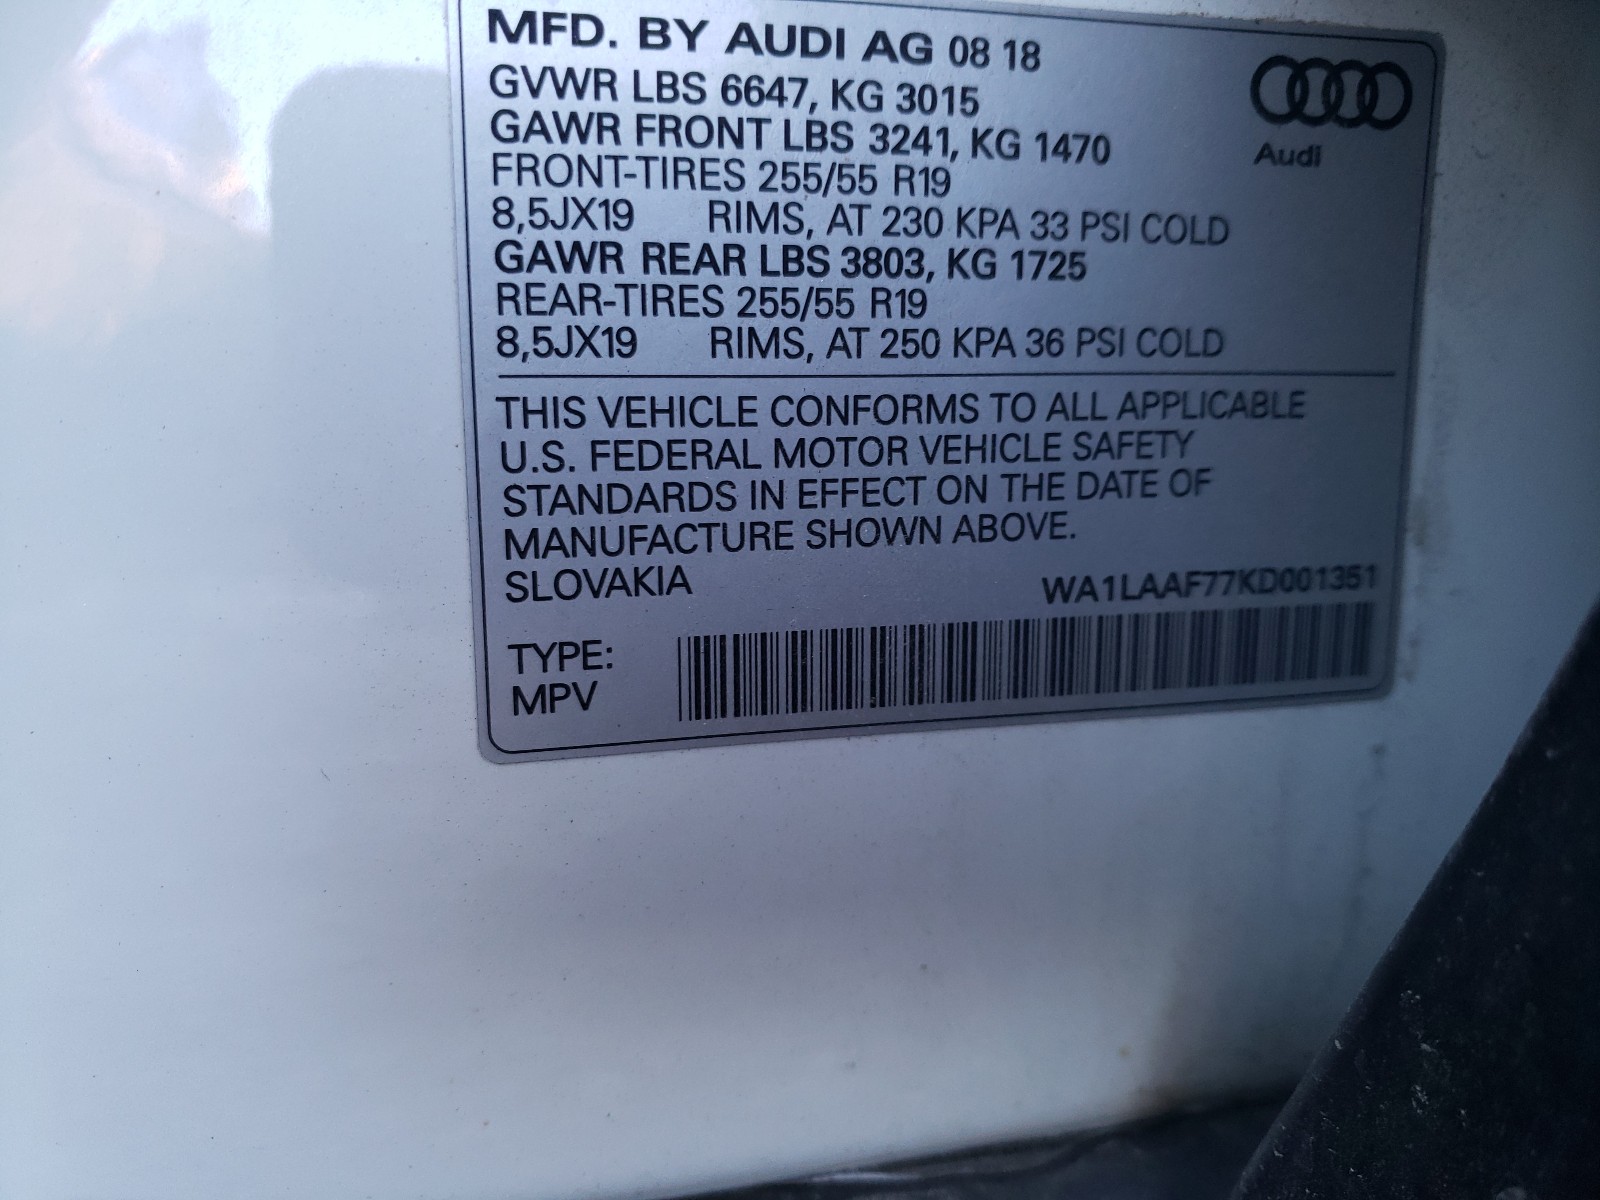 MFD. BY AUDI AG 08 18
GVWR LBS 6647, KG 3015
GAWR FRONT LBS 3241, KG 1470
FRONT-TIRES 255/55 R19
8,5JX19 RIMS, AT 230 KPA 33 PSI COLD
GAWR REAR LBS 3803, KG 1725
REAR-TIRES 255/55 R19
8,5JX19 RIMS, AT 250 KPA 36 PSI COLD
Audi
THIS VEHICLE CONFORMS TO ALL APPLICABLE
U.S. FEDERAL MOTOR VEHICLE SAFETY
STANDARDS IN EFFECT ON THE DATE OF
MANUFACTURE SHOWN ABOVE.
SLOVAKIA WA1LAAF77KD001351
TYPE:
MPV